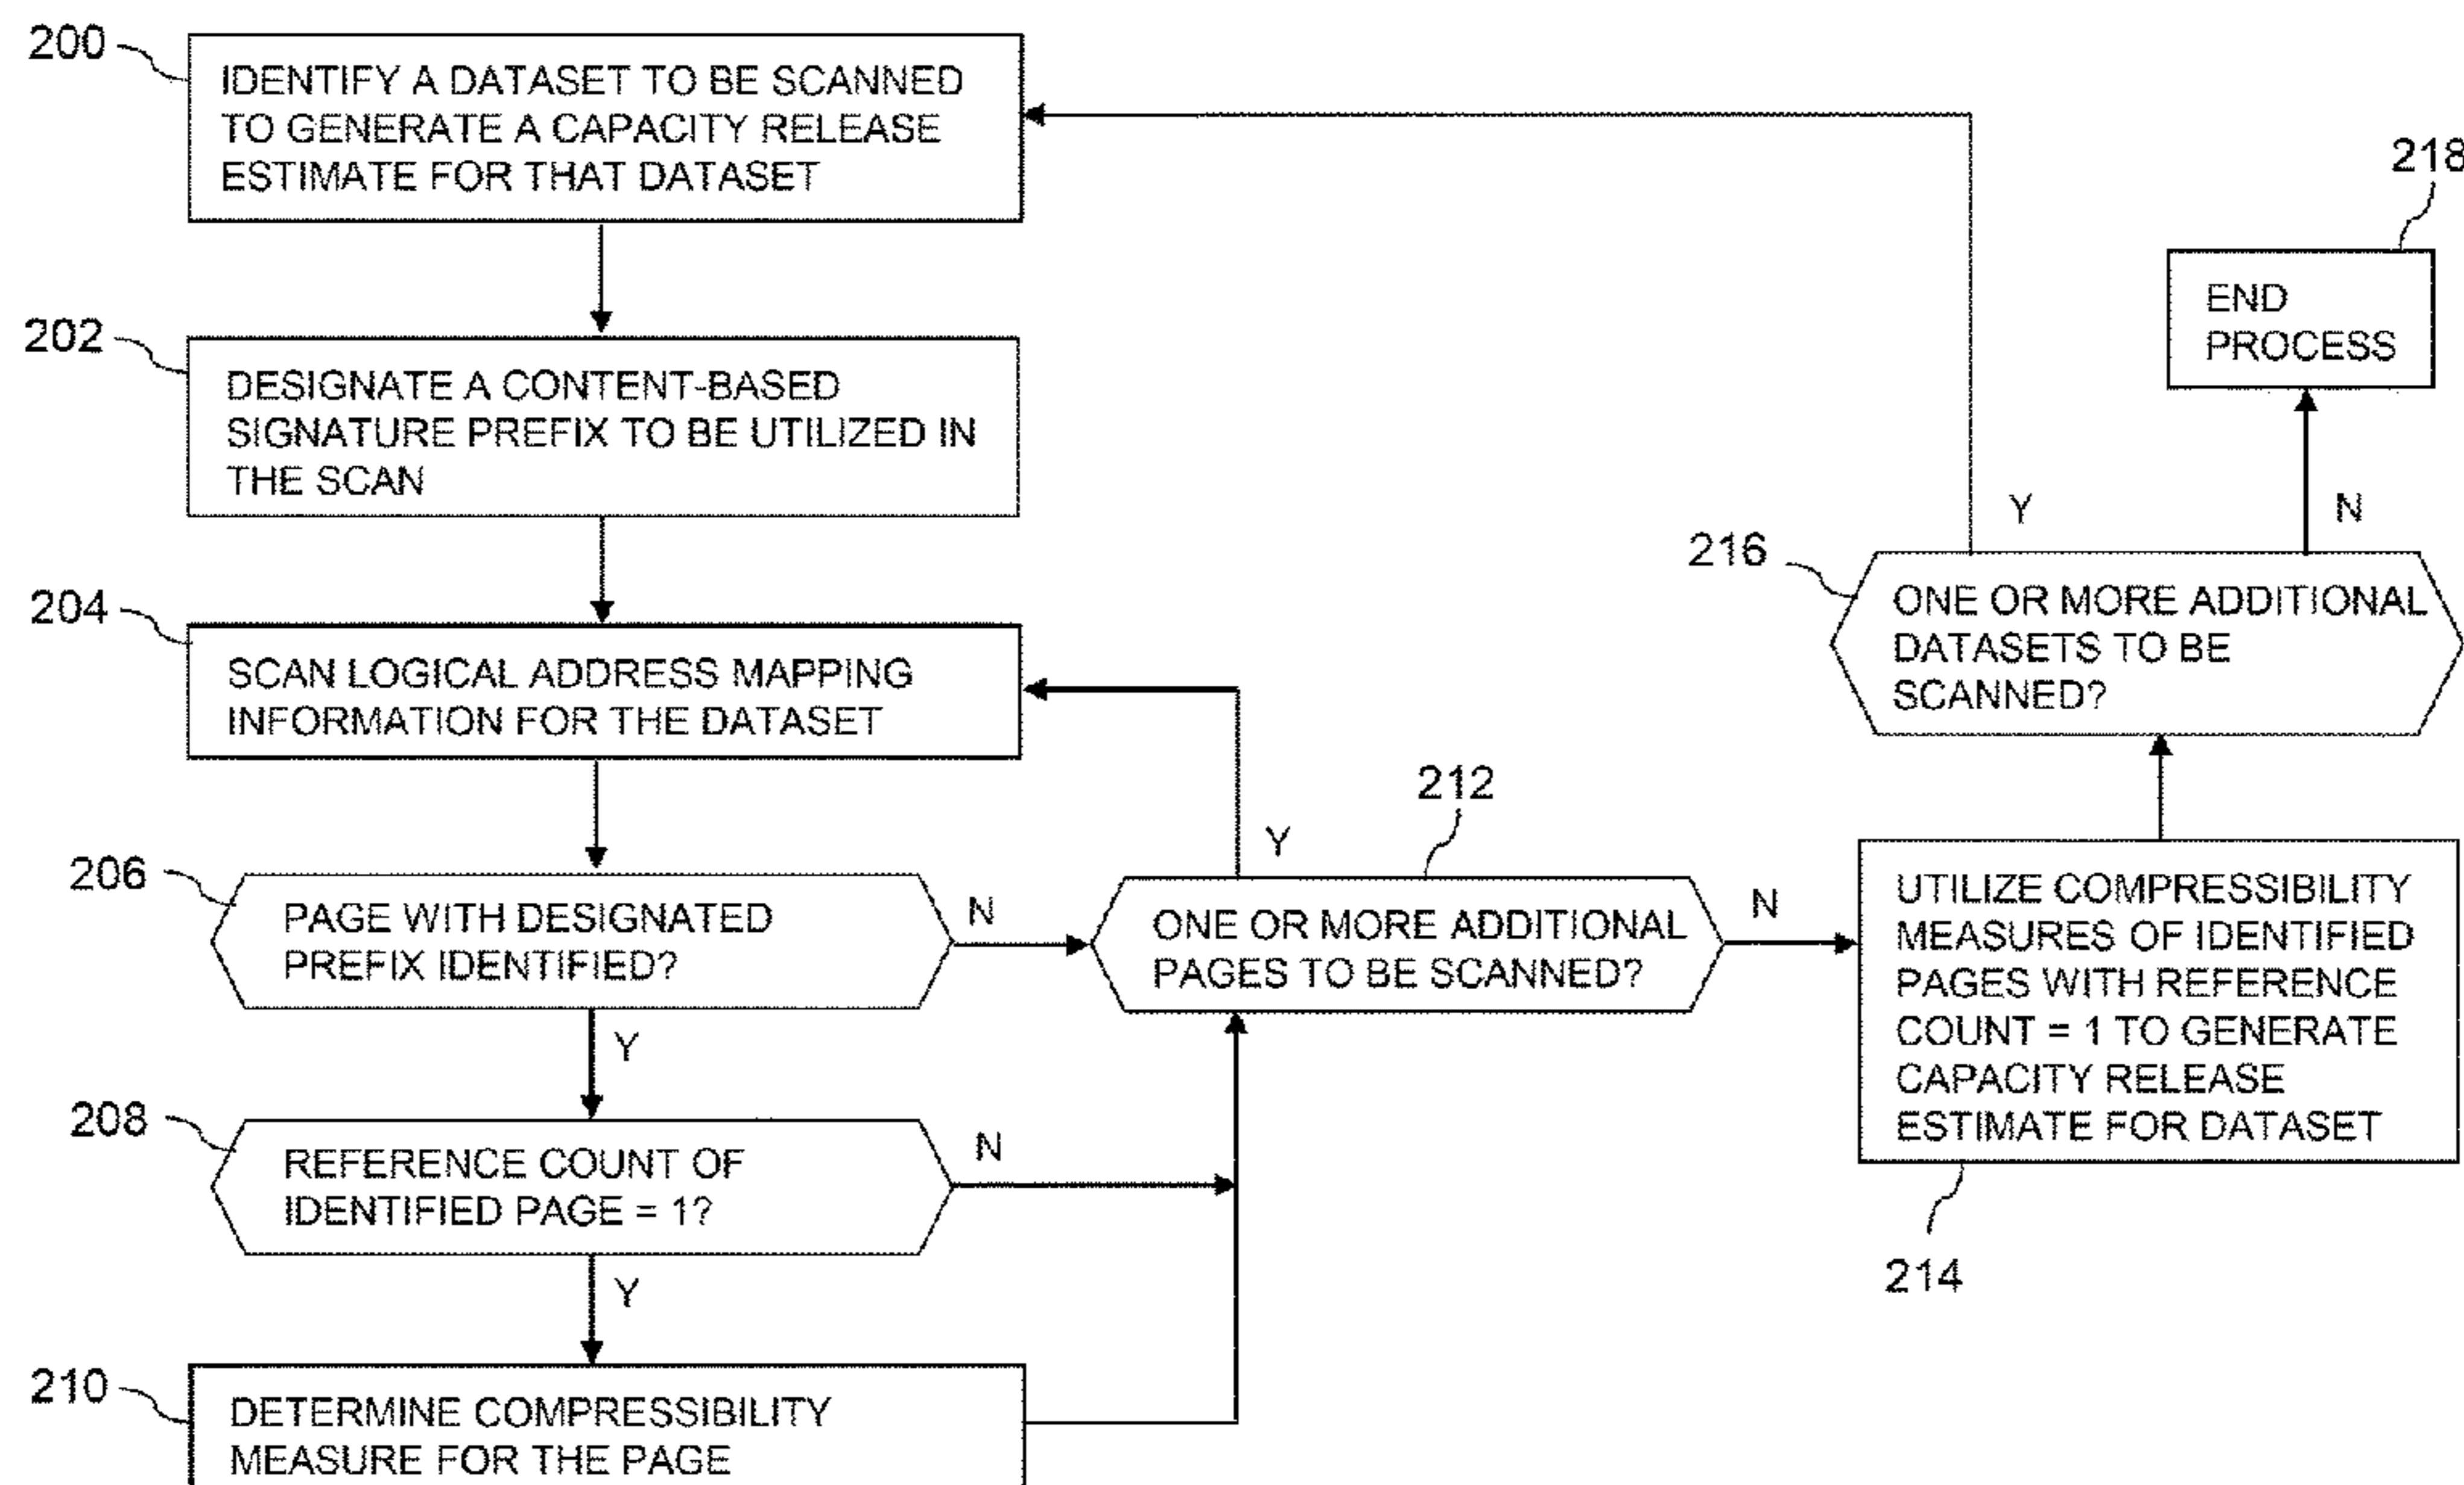 200
IDENTIFY A DATASET TO BE SCANNED
TO GENERATE A CAPACITY RELEASE
ESTIMATE FOR THAT DATASET
202
DESIGNATE A CONTENT-BASED
SIGNATURE PREFIX TO BE UTILIZED IN
THE SCAN
204
SCAN LOGICAL ADDRESS MAPPING
INFORMATION FOR THE DATASET
206
PAGE WITH DESIGNATED
PREFIX IDENTIFIED?
N
Y
208
REFERENCE COUNT OF
IDENTIFIED PAGE = 1?
N
Y
210
DETERMINE COMPRESSIBILITY
MEASURE FOR THE PAGE
212
Y
ONE OR MORE ADDITIONAL
PAGES TO BE SCANNED?
N
UTILIZE COMPRESSIBILITY
MEASURES OF IDENTIFIED
PAGES WITH REFERENCE
COUNT = 1 TO GENERATE
CAPACITY RELEASE
ESTIMATE FOR DATASET
214
216
ONE OR MORE ADDITIONAL
DATASETS TO BE
SCANNED?
Y
N
218
END
PROCESS